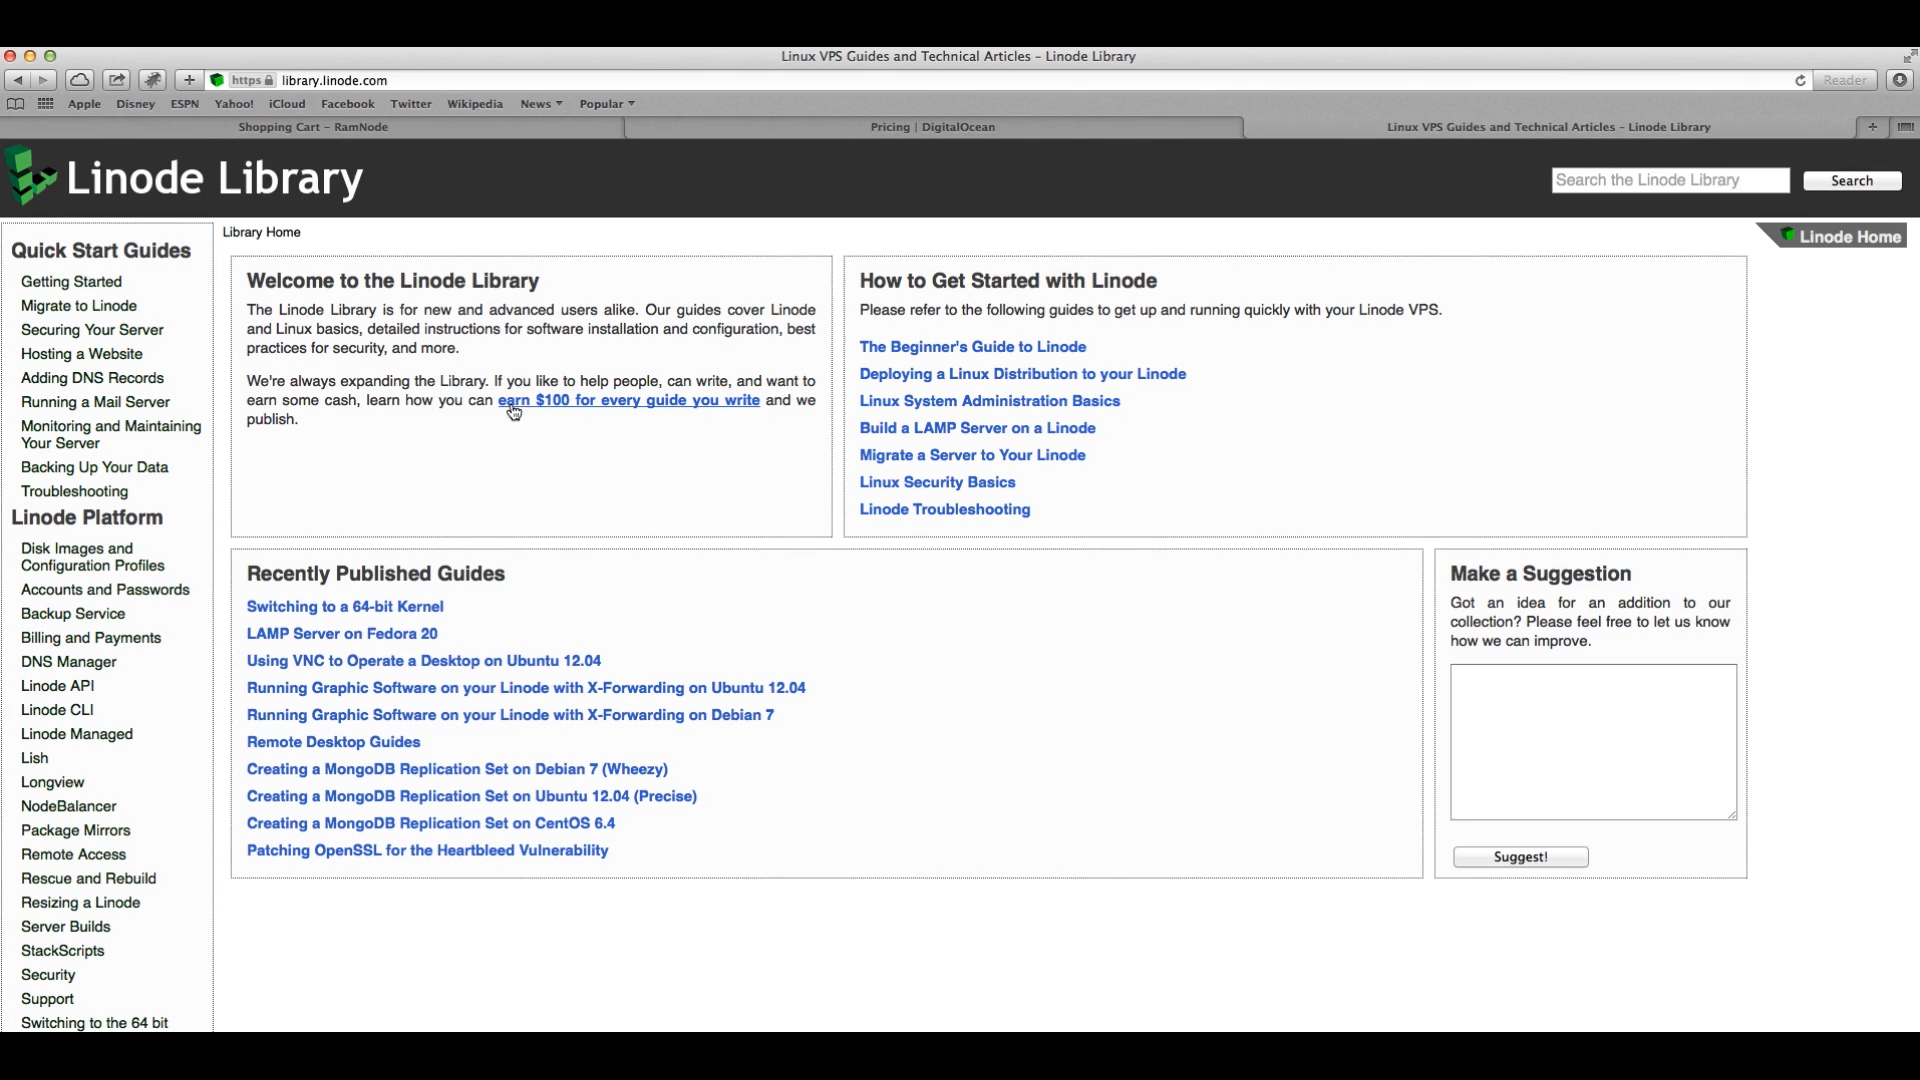 Linux VPS Guides and Technical Articles – Linode Library
https library.linode.com
Reader
Apple Disney ESPN Yahoo! iCloud Facebook Twitter Wikipedia News Popular
Shopping Cart – RamNode
Pricing | DigitalOcean
Linux VPS Guides and Technical Articles – Linode Library
Linode Library
Search the Linode Library
Search
Library Home
Linode Home
Quick Start Guides
Getting Started
Migrate to Linode
Securing Your Server
Hosting a Website
Adding DNS Records
Running a Mail Server
Monitoring and Maintaining
Your Server
Backing Up Your Data
Troubleshooting
Linode Platform
Disk Images and
Configuration Profiles
Accounts and Passwords
Backup Service
Billing and Payments
DNS Manager
Linode API
Linode CLI
Linode Managed
Lish
Longview
NodeBalancer
Package Mirrors
Remote Access
Rescue and Rebuild
Resizing a Linode
Server Builds
StackScripts
Security
Support
Switching to the 64 bit
Welcome to the Linode Library
The Linode Library is for new and advanced users alike. Our guides cover Linode
and Linux basics, detailed instructions for software installation and configuration, best
practices for security, and more.
We're always expanding the Library. If you like to help people, can write, and want to
earn some cash, learn how you can earn $100 for every guide you write and we
publish.
How to Get Started with Linode
Please refer to the following guides to get up and running quickly with your Linode VPS.
The Beginner's Guide to Linode
Deploying a Linux Distribution to your Linode
Linux System Administration Basics
Build a LAMP Server on a Linode
Migrate a Server to Your Linode
Linux Security Basics
Linode Troubleshooting
Recently Published Guides
Switching to a 64-bit Kernel
LAMP Server on Fedora 20
Using VNC to Operate a Desktop on Ubuntu 12.04
Running Graphic Software on your Linode with X-Forwarding on Ubuntu 12.04
Running Graphic Software on your Linode with X-Forwarding on Debian 7
Remote Desktop Guides
Creating a MongoDB Replication Set on Debian 7 (Wheezy)
Creating a MongoDB Replication Set on Ubuntu 12.04 (Precise)
Creating a MongoDB Replication Set on CentOS 6.4
Patching OpenSSL for the Heartbleed Vulnerability
Make a Suggestion
Got an idea for an addition to our
collection? Please feel free to let us know
how we can improve.
Suggest!